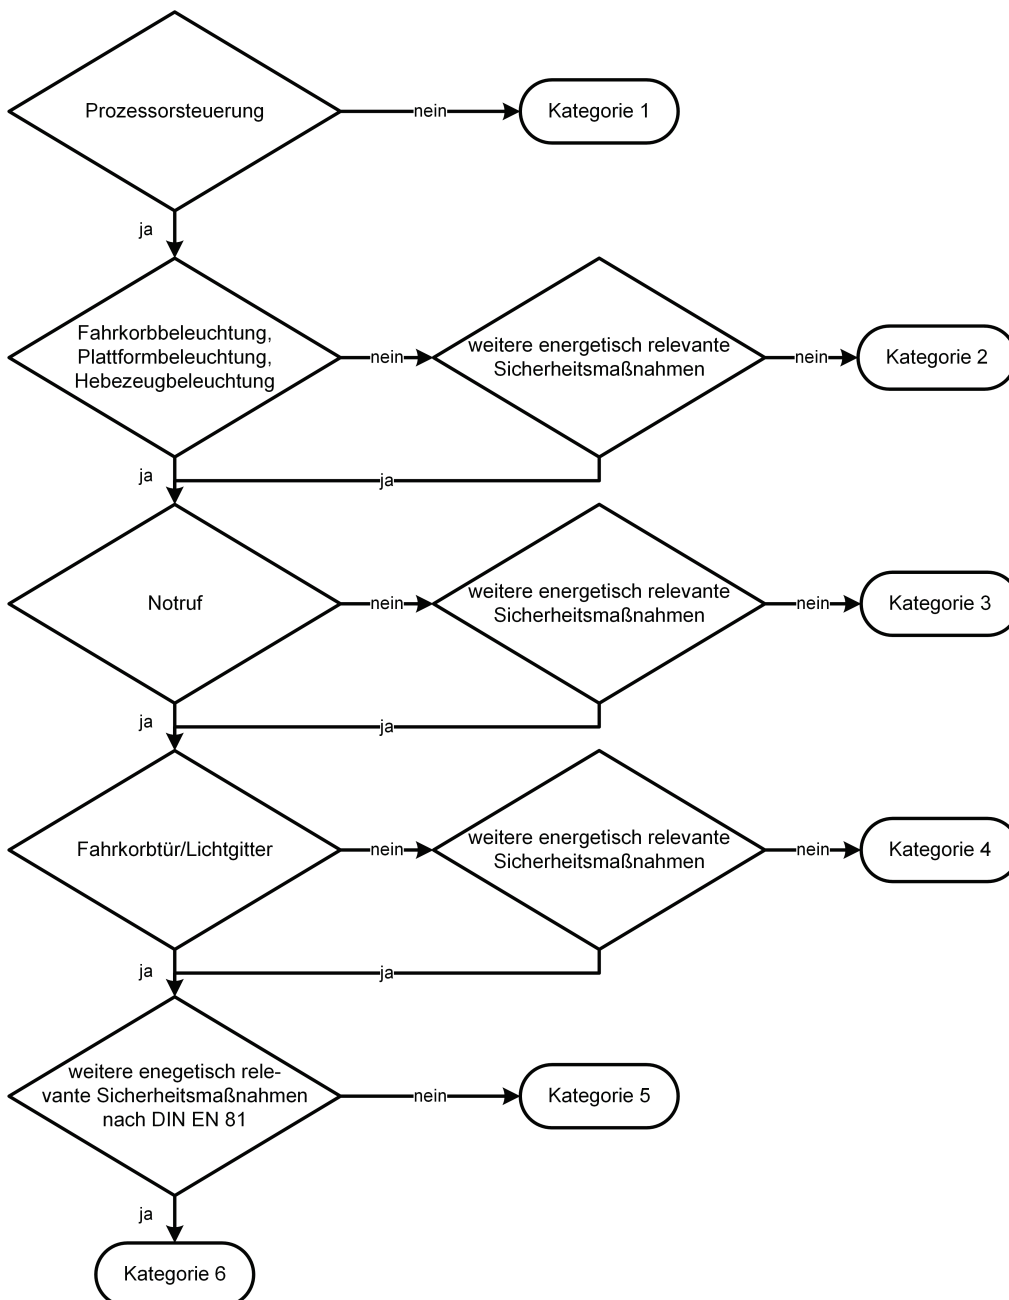 Prozessorsteuerung
nein
Kategorie 1
ja
Fahrkorbbeleuchtung,
Plattformbeleuchtung,
Hebezeugbeleuchtung
nein
weitere energetisch relevante
Sicherheitsmaßnahmen
nein
Kategorie 2
ja
ja
Notruf
nein
weitere energetisch relevante
Sicherheitsmaßnahmen
nein
Kategorie 3
ja
ja
Fahrkorbtür/Lichtgitter
nein
weitere energetisch relevante
Sicherheitsmaßnahmen
nein
Kategorie 4
ja
ja
weitere enegetisch rele-
vante Sicherheitsmaßnahmen
nach DIN EN 81
nein
Kategorie 5
ja
Kategorie 6